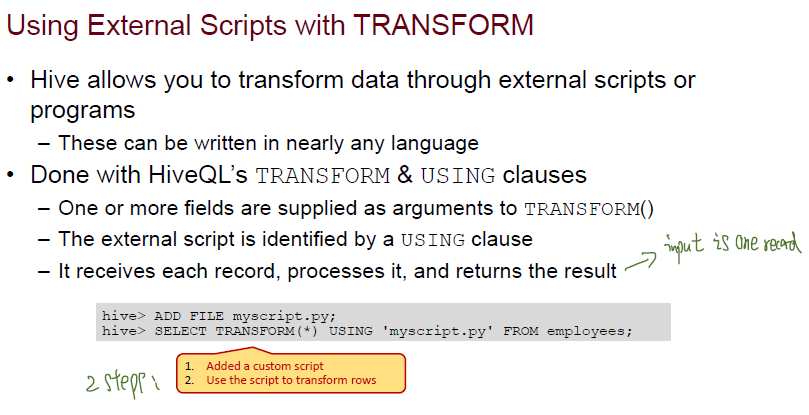 Using External Scripts with TRANSFORM
• Hive allows you to transform data through external scripts or
programs
– These can be written in nearly any language
• Done with HiveQL's TRANSFORM & USING clauses
– One or more fields are supplied as arguments to TRANSFORM()
– The external script is identified by a USING clause
– It receives each record, processes it, and returns the result
input is one record
hive> ADD FILE myscript.py;
hive> SELECT TRANSFORM(*) USING 'myscript.py' FROM employees;
1. Added a custom script
2. Use the script to transform rows
2 step